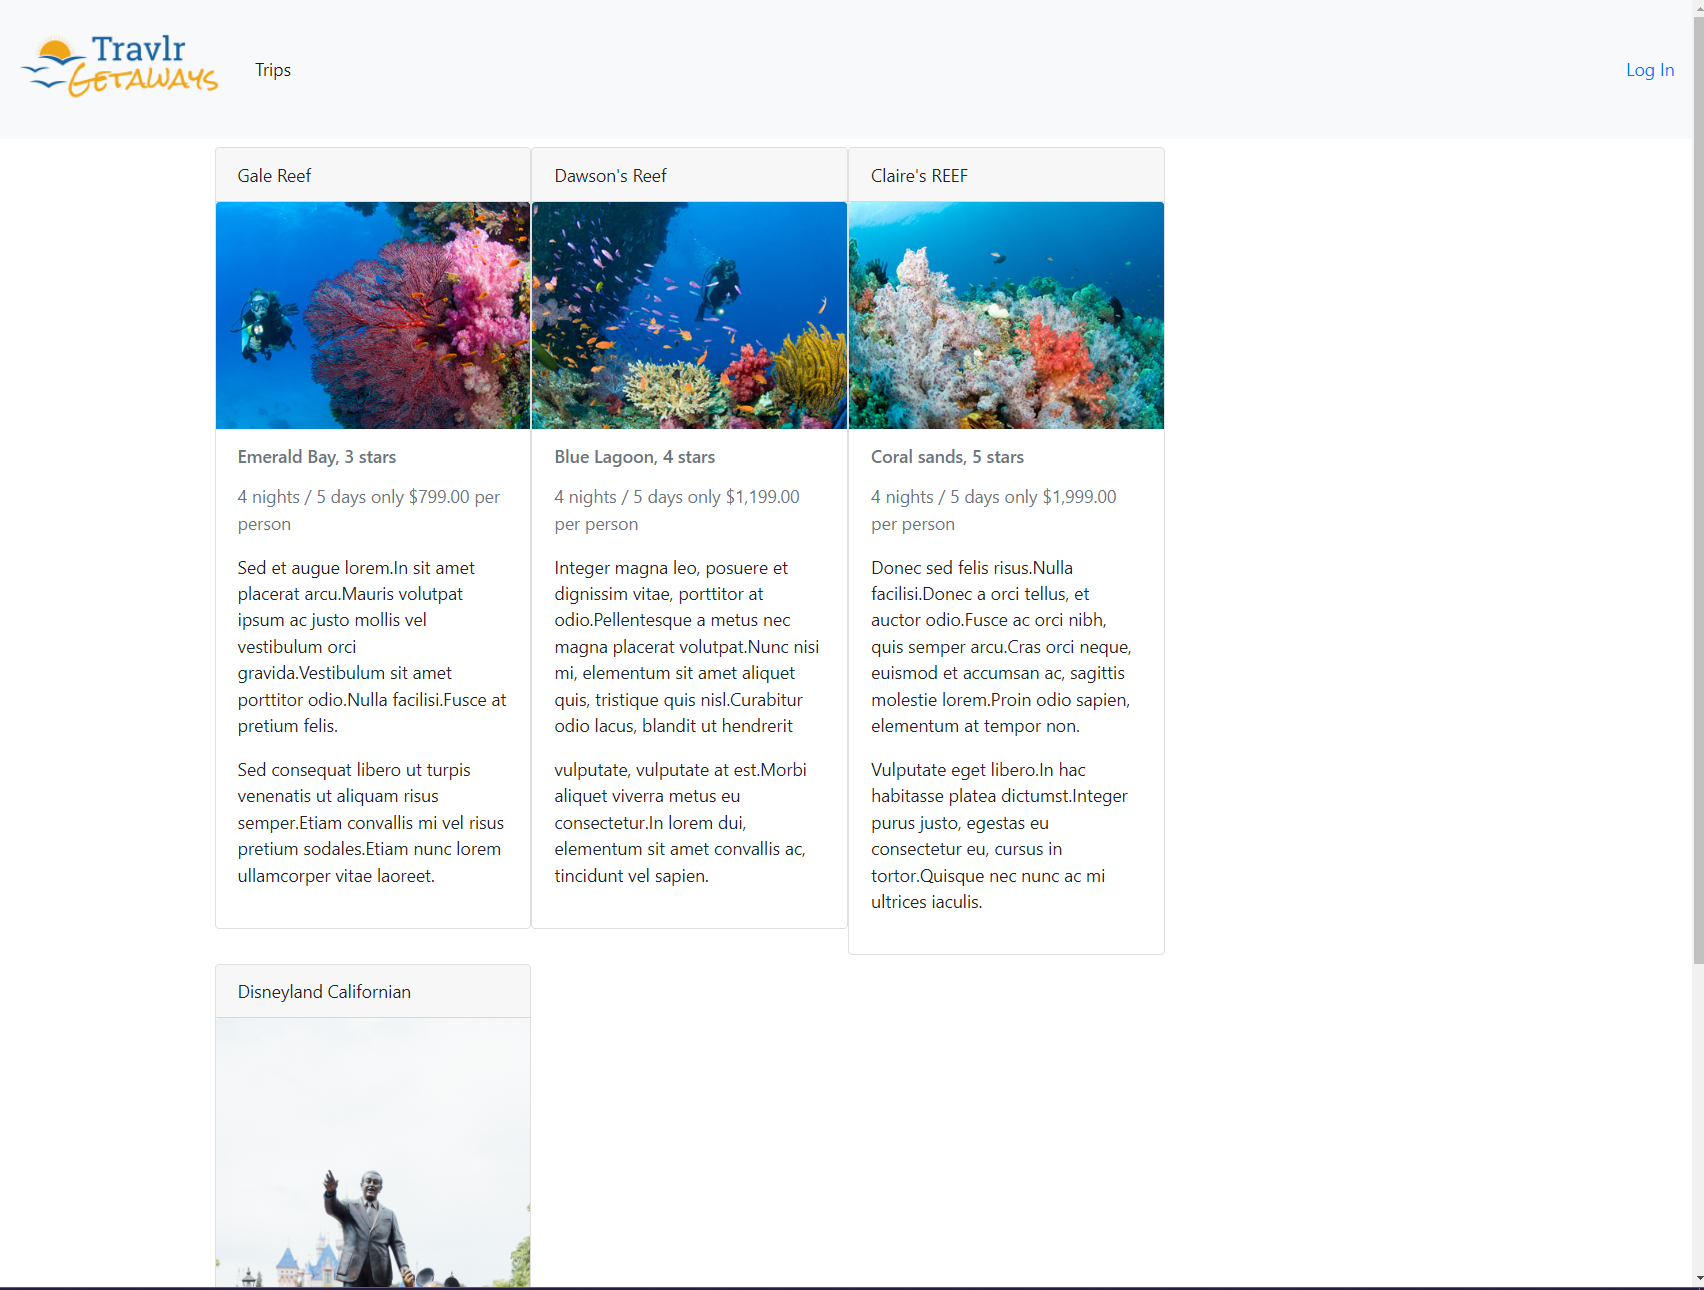 Travlr
GETAWAYS
Trips
Log In
Gale Reef
Emerald Bay, 3 stars
4 nights / 5 days only $799.00 per
person
Sed et augue lorem.In sit amet
placerat arcu.Mauris volutpat
ipsum ac justo mollis vel
vestibulum orci
gravida.Vestibulum sit amet
porttitor odio.Nulla facilisi.Fusce at
pretium felis.
Sed consequat libero ut turpis
venenatis ut aliquam risus
semper.Etiam convallis mi vel risus
pretium sodales.Etiam nunc lorem
ullamcorper vitae laoreet.
Dawson's Reef
Blue Lagoon, 4 stars
4 nights / 5 days only $1,199.00
per person
Integer magna leo, posuere et
dignissim vitae, porttitor at
odio.Pellentesque a metus nec
magna placerat volutpat.Nunc nisi
mi, elementum sit amet aliquet
quis, tristique quis nisl.Curabitur
odio lacus, blandit ut hendrerit
vulputate, vulputate at est.Morbi
aliquet viverra metus eu
consectetur.In lorem dui,
elementum sit amet convallis ac,
tincidunt vel sapien.
Claire's REEF
Coral sands, 5 stars
4 nights / 5 days only $1,999.00
per person
Donec sed felis risus.Nulla
facilisi.Donec a orci tellus, et
auctor odio.Fusce ac orci nibh,
quis semper arcu.Cras orci neque,
euismod et accumsan ac, sagittis
molestie lorem.Proin odio sapien,
elementum at tempor non.
Vulputate eget libero.In hac
habitasse platea dictumst.Integer
purus justo, egestas eu
consectetur eu, cursus in
tortor.Quisque nec nunc ac mi
ultrices iaculis.
Disneyland Californian